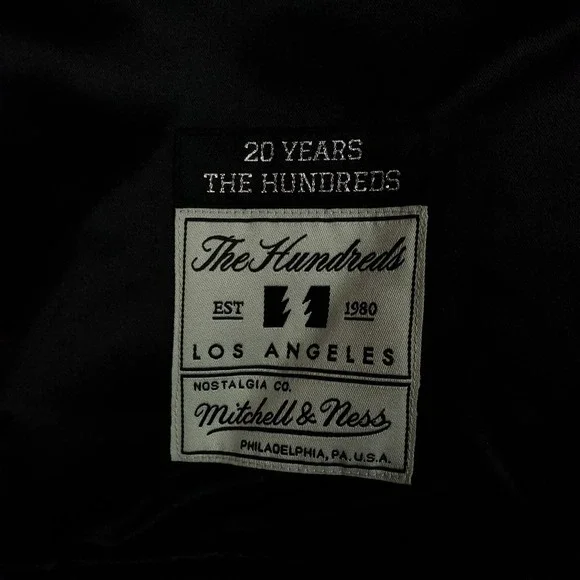 20 YEARS
THE HUNDREDS
The Hundreds
EST 1980
LOS ANGELES
NOSTALGIA CO.
Mitchell & Ness
PHILADELPHIA, PA. U.S.A.